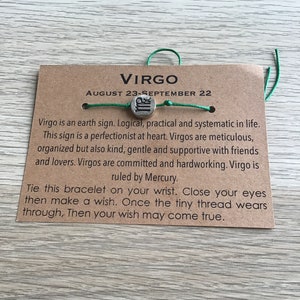 VIRGO
AUGUST 23-SEPTEMBER 22
Virgo is an earth sign. Logical, practical and systematic in life.
This sign is a perfectionist at heart. Virgos are meticulous,
organized but also kind, gentle and supportive with friends
and lovers. Virgos are committed and hardworking. Virgo is
ruled by Mercury.
Tie this bracelet on your wrist. Close your eyes
then make a wish. Once the tiny thread wears
through, Then your wish may come true.